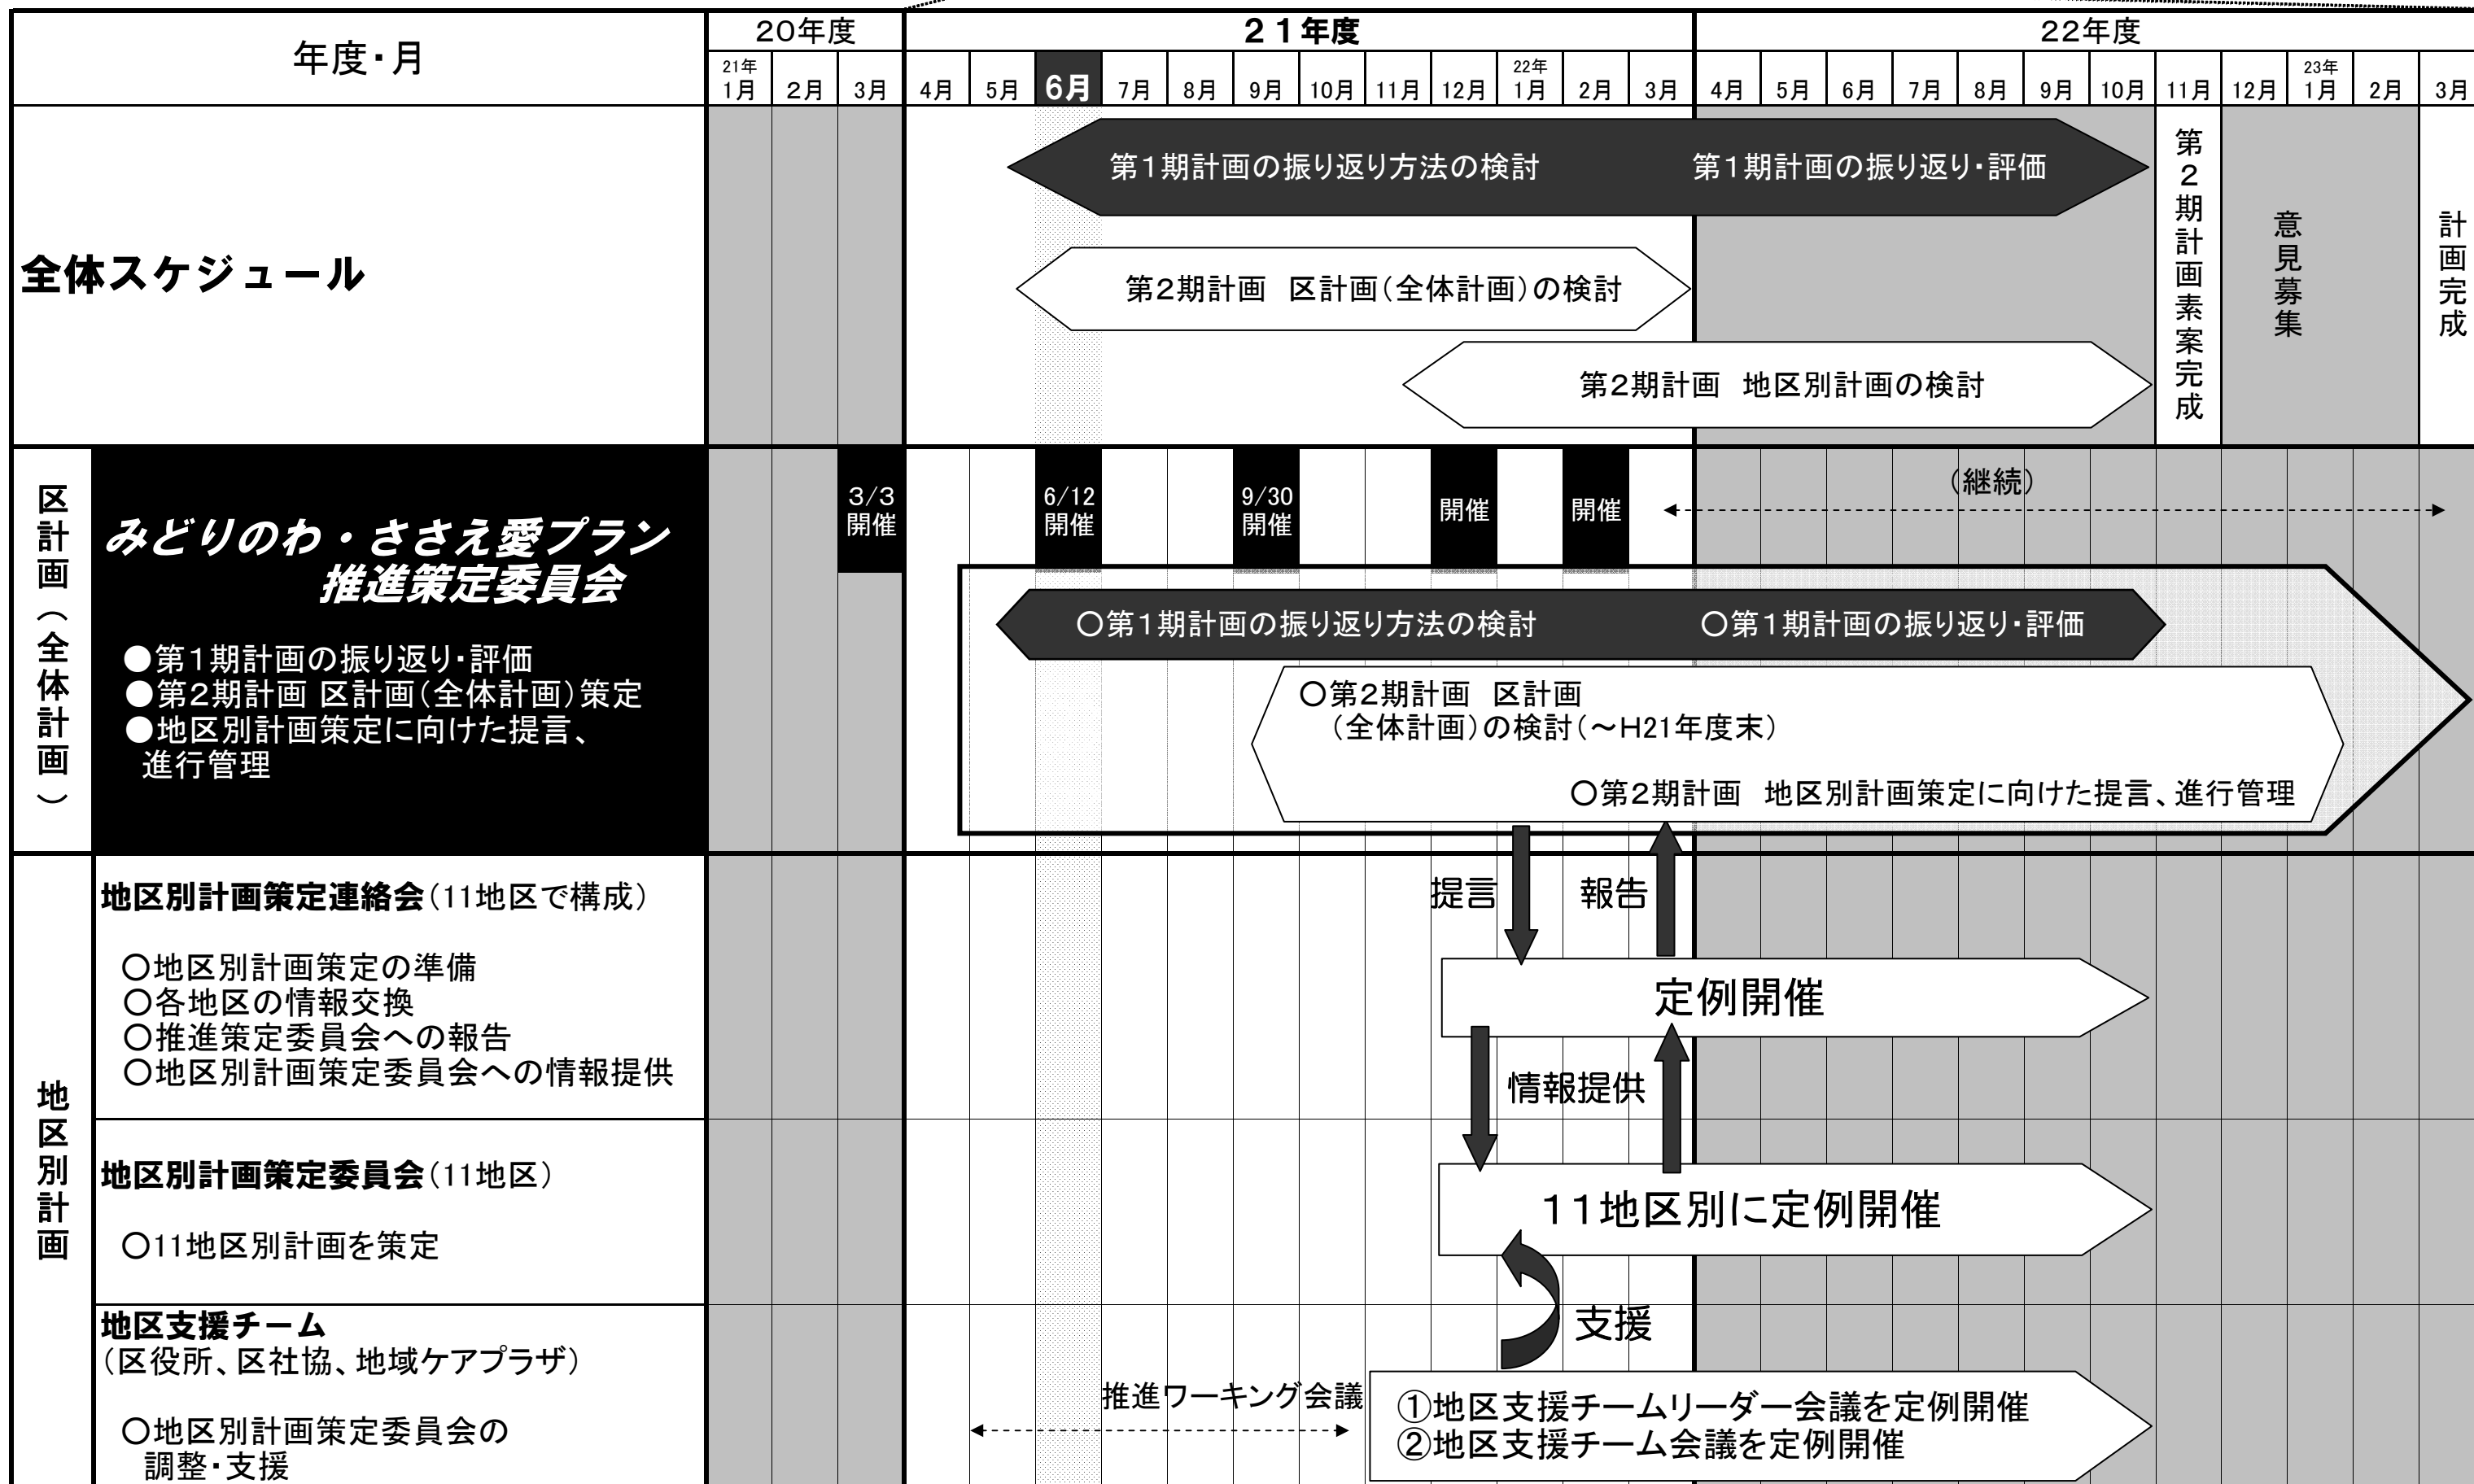 年度・月
20年度
21年度
22年度
21年
1月
2月
3月
4月
5月
6月
7月
8月
9月
10月
11月
12月
22年
1月
2月
3月
4月
5月
6月
7月
8月
9月
10月
11月
12月
23年
1月
2月
3月
全体スケジュール
第1期計画の振り返り方法の検討
第1期計画の振り返り・評価
第2期計画 区計画(全体計画)の検討
第2期計画 地区別計画の検討
第2期計画素案完成
意見募集
計画完成
区計画(全体計画)
みどりのわ・ささえ愛プラン
推進策定委員会
●第1期計画の振り返り・評価
●第2期計画 区計画(全体計画)策定
●地区別計画策定に向けた提言、
進行管理
3/3
開催
6/12
開催
9/30
開催
開催
開催
(継続)
○第1期計画の振り返り方法の検討
○第1期計画の振り返り・評価
○第2期計画 区計画
(全体計画)の検討(~H21年度末)
○第2期計画 地区別計画策定に向けた提言、進行管理
地区別計画
地区別計画策定連絡会(11地区で構成)
○地区別計画策定の準備
○各地区の情報交換
○推進策定委員会への報告
○地区別計画策定委員会への情報提供
提言
報告
定例開催
情報提供
地区別計画策定委員会(11地区)
○11地区別計画を策定
11地区別に定例開催
支援
地区支援チーム
(区役所、区社協、地域ケアプラザ)
○地区別計画策定委員会の
調整・支援
推進ワーキング会議
①地区支援チームリーダー会議を定例開催
②地区支援チーム会議を定例開催